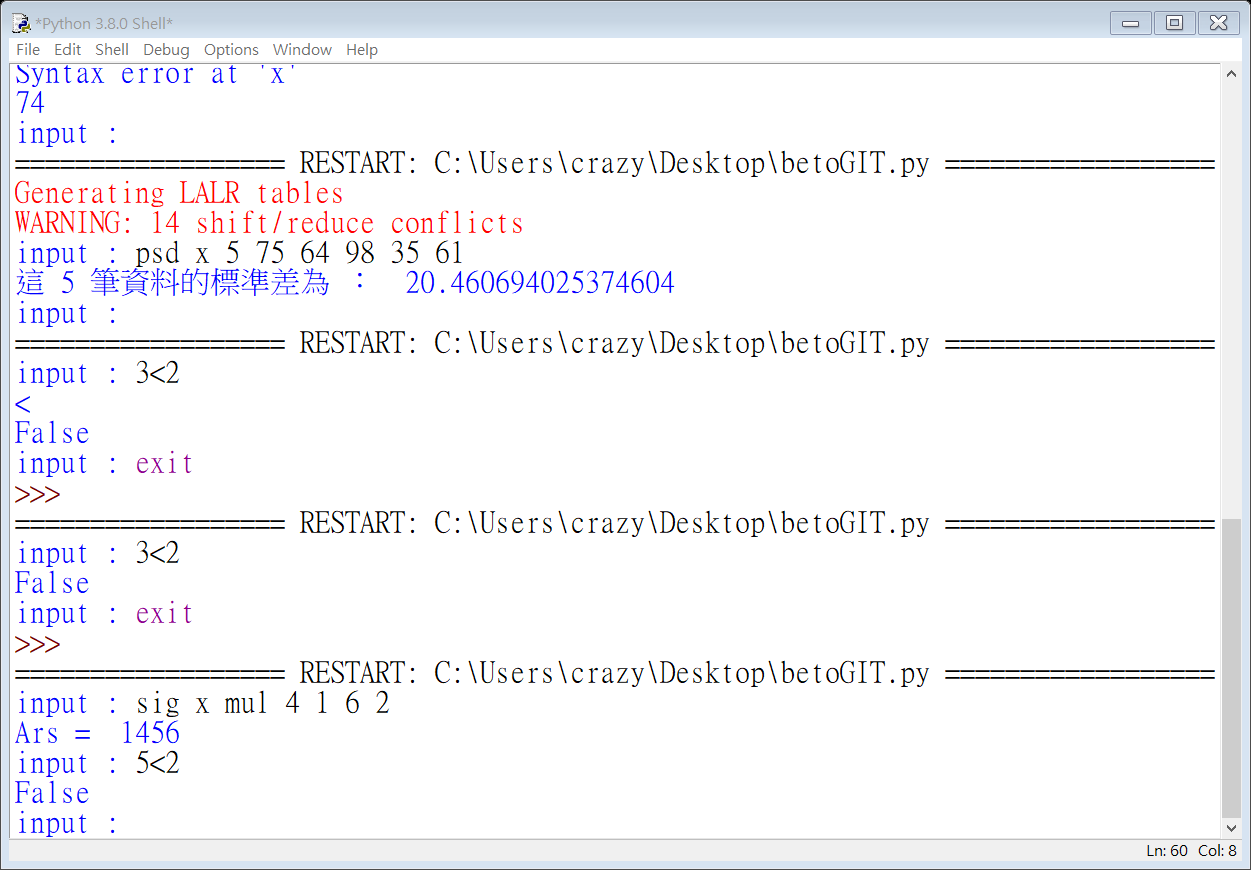 *Python 3.8.0 Shell*
File Edit Shell Debug Options Window Help
Syntax error at 'x'
74
input :
================== RESTART: C:\Users\crazy\Desktop\betoGIT.py ==================
Generating LALR tables
WARNING: 14 shift/reduce conflicts
input : psd x 5 75 64 98 35 61
這 5 筆資料的標準差為 : 20.460694025374604
input :
================== RESTART: C:\Users\crazy\Desktop\betoGIT.py ==================
input : 3<2
<
False
input : exit
>>>
================== RESTART: C:\Users\crazy\Desktop\betoGIT.py ==================
input : 3<2
False
input : exit
>>>
================== RESTART: C:\Users\crazy\Desktop\betoGIT.py ==================
input : sig x mul 4 1 6 2
Ars = 1456
input : 5<2
False
input :
Ln: 60 Col: 8